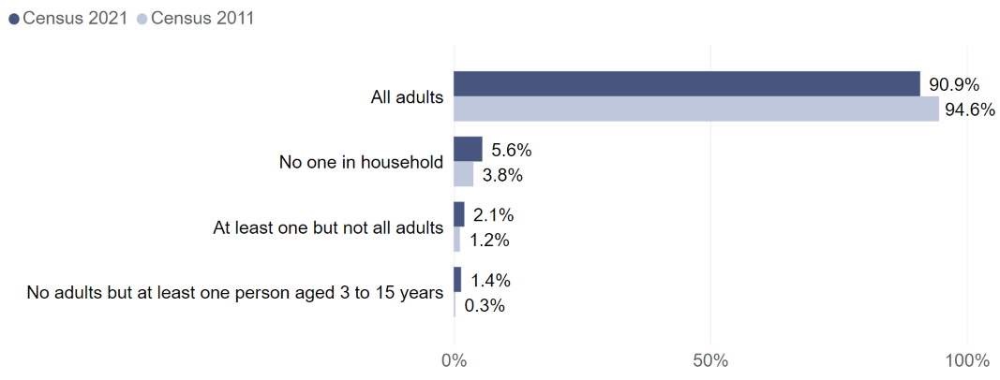 Census 2021 Census 2011
All adults 90.9% 94.6%
No one in household 5.6% 3.8%
At least one but not all adults 2.1% 1.2%
No adults but at least one person aged 3 to 15 years 1.4% 0.3%
0% 50% 100%